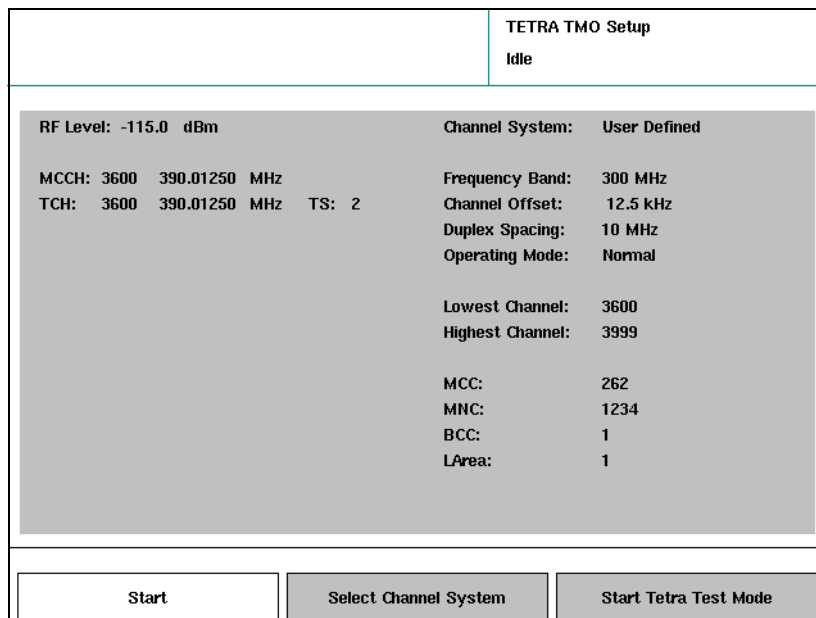 TETRA TMO Setup
Idle
RF Level: -115.0 dBm
Channel System: User Defined
MCCH: 3600 390.01250 MHz
Frequency Band: 300 MHz
TCH: 3600 390.01250 MHz TS: 2
Channel Offset: 12.5 kHz
Duplex Spacing: 10 MHz
Operating Mode: Normal
Lowest Channel: 3600
Highest Channel: 3999
MCC: 262
MNC: 1234
BCC: 1
LArea: 1
Start
Select Channel System
Start Tetra Test Mode